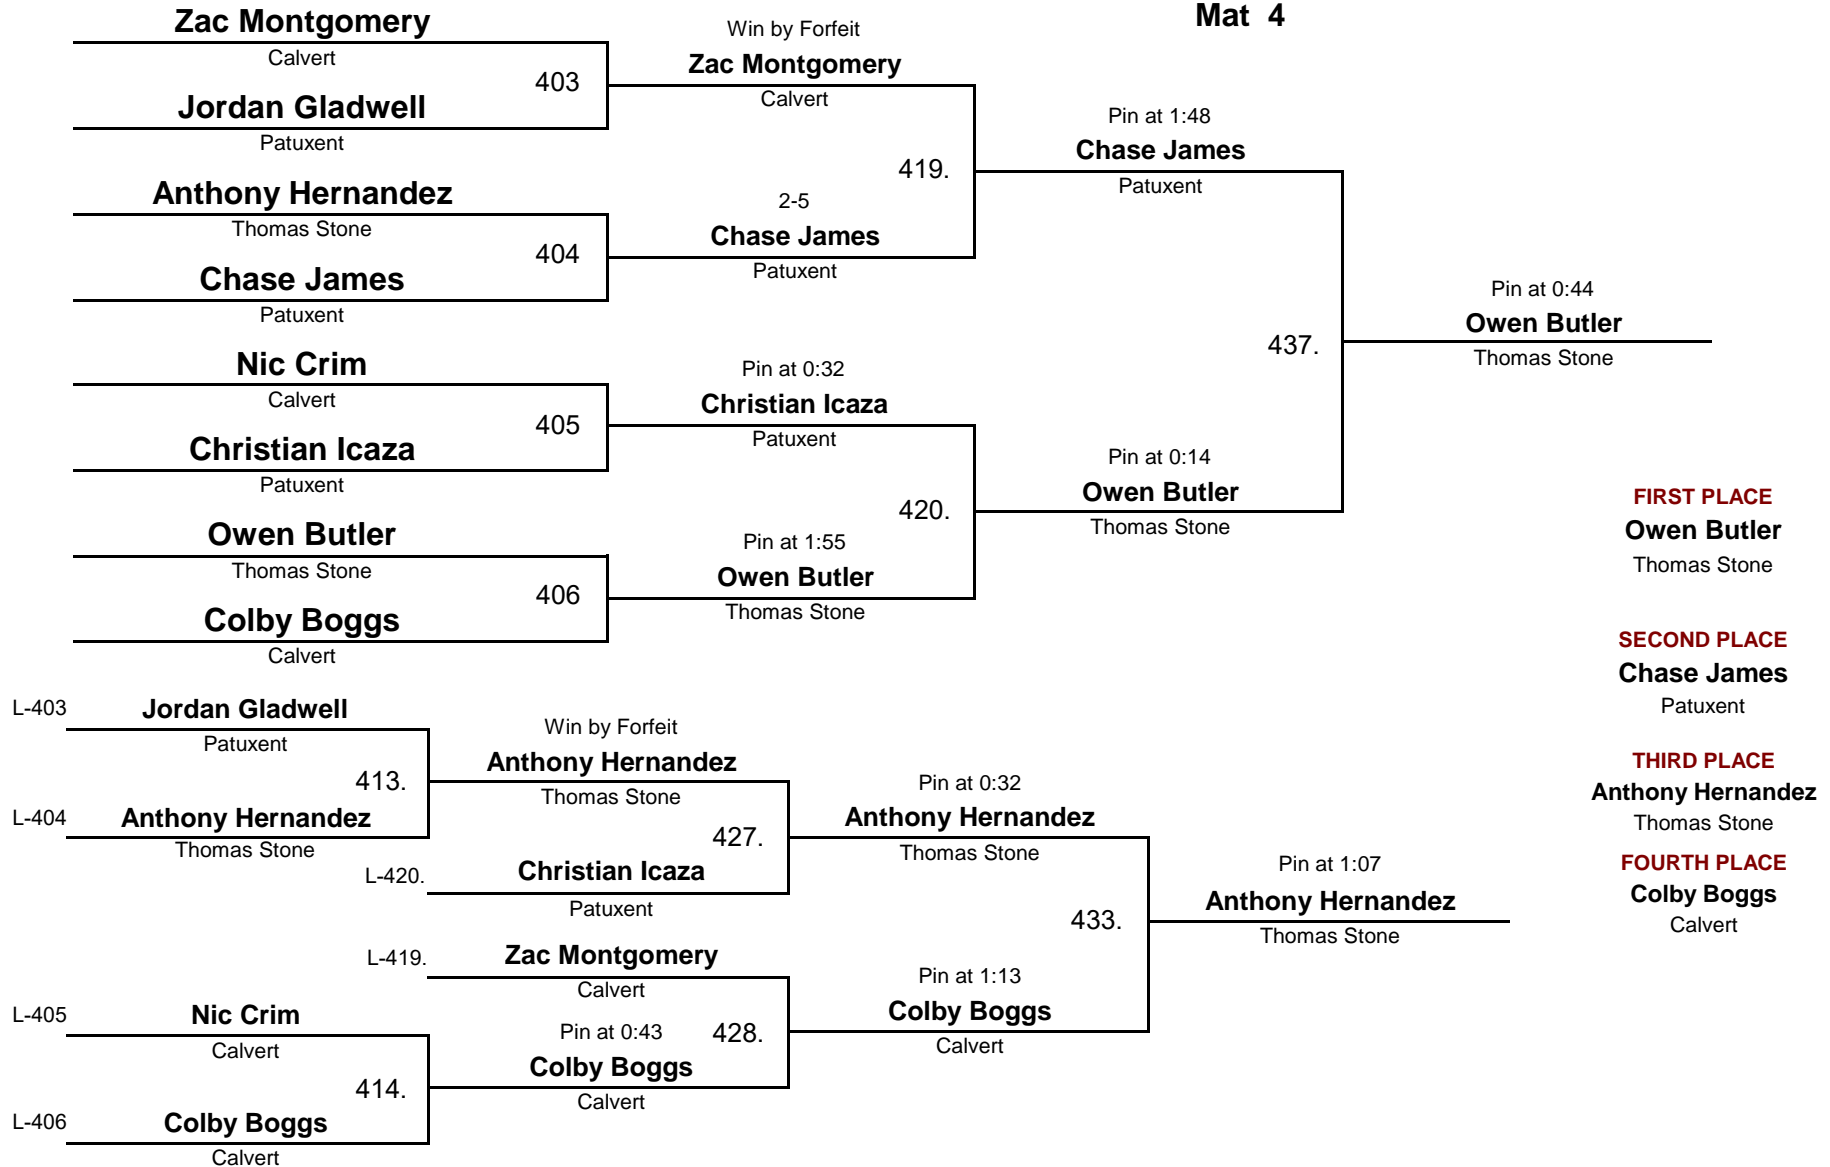 Mat 4
Zac Montgomery
Calvert
403
Jordan Gladwell
Patuxent
Anthony Hernandez
Thomas Stone
404
Chase James
Patuxent
Nic Crim
Calvert
405
Christian Icaza
Patuxent
Owen Butler
Thomas Stone
406
Colby Boggs
Calvert
Win by Forfeit
Zac Montgomery
Calvert
419.
2-5
Chase James
Patuxent
Pin at 0:32
Christian Icaza
Patuxent
420.
Pin at 1:55
Owen Butler
Thomas Stone
Pin at 1:48
Chase James
Patuxent
437.
Pin at 0:14
Owen Butler
Thomas Stone
Pin at 0:44
Owen Butler
Thomas Stone
FIRST PLACE
Owen Butler
Thomas Stone
SECOND PLACE
Chase James
Patuxent
THIRD PLACE
Anthony Hernandez
Thomas Stone
FOURTH PLACE
Colby Boggs
Calvert
L-403
Jordan Gladwell
Patuxent
413.
L-404
Anthony Hernandez
Thomas Stone
Win by Forfeit
Anthony Hernandez
Thomas Stone
427.
L-420.
Christian Icaza
Patuxent
L-419.
Zac Montgomery
Calvert
L-405
Nic Crim
Calvert
414.
L-406
Colby Boggs
Calvert
Pin at 0:43
428.
Colby Boggs
Calvert
Pin at 0:32
Anthony Hernandez
Thomas Stone
433.
Pin at 1:13
Colby Boggs
Calvert
Pin at 1:07
Anthony Hernandez
Thomas Stone